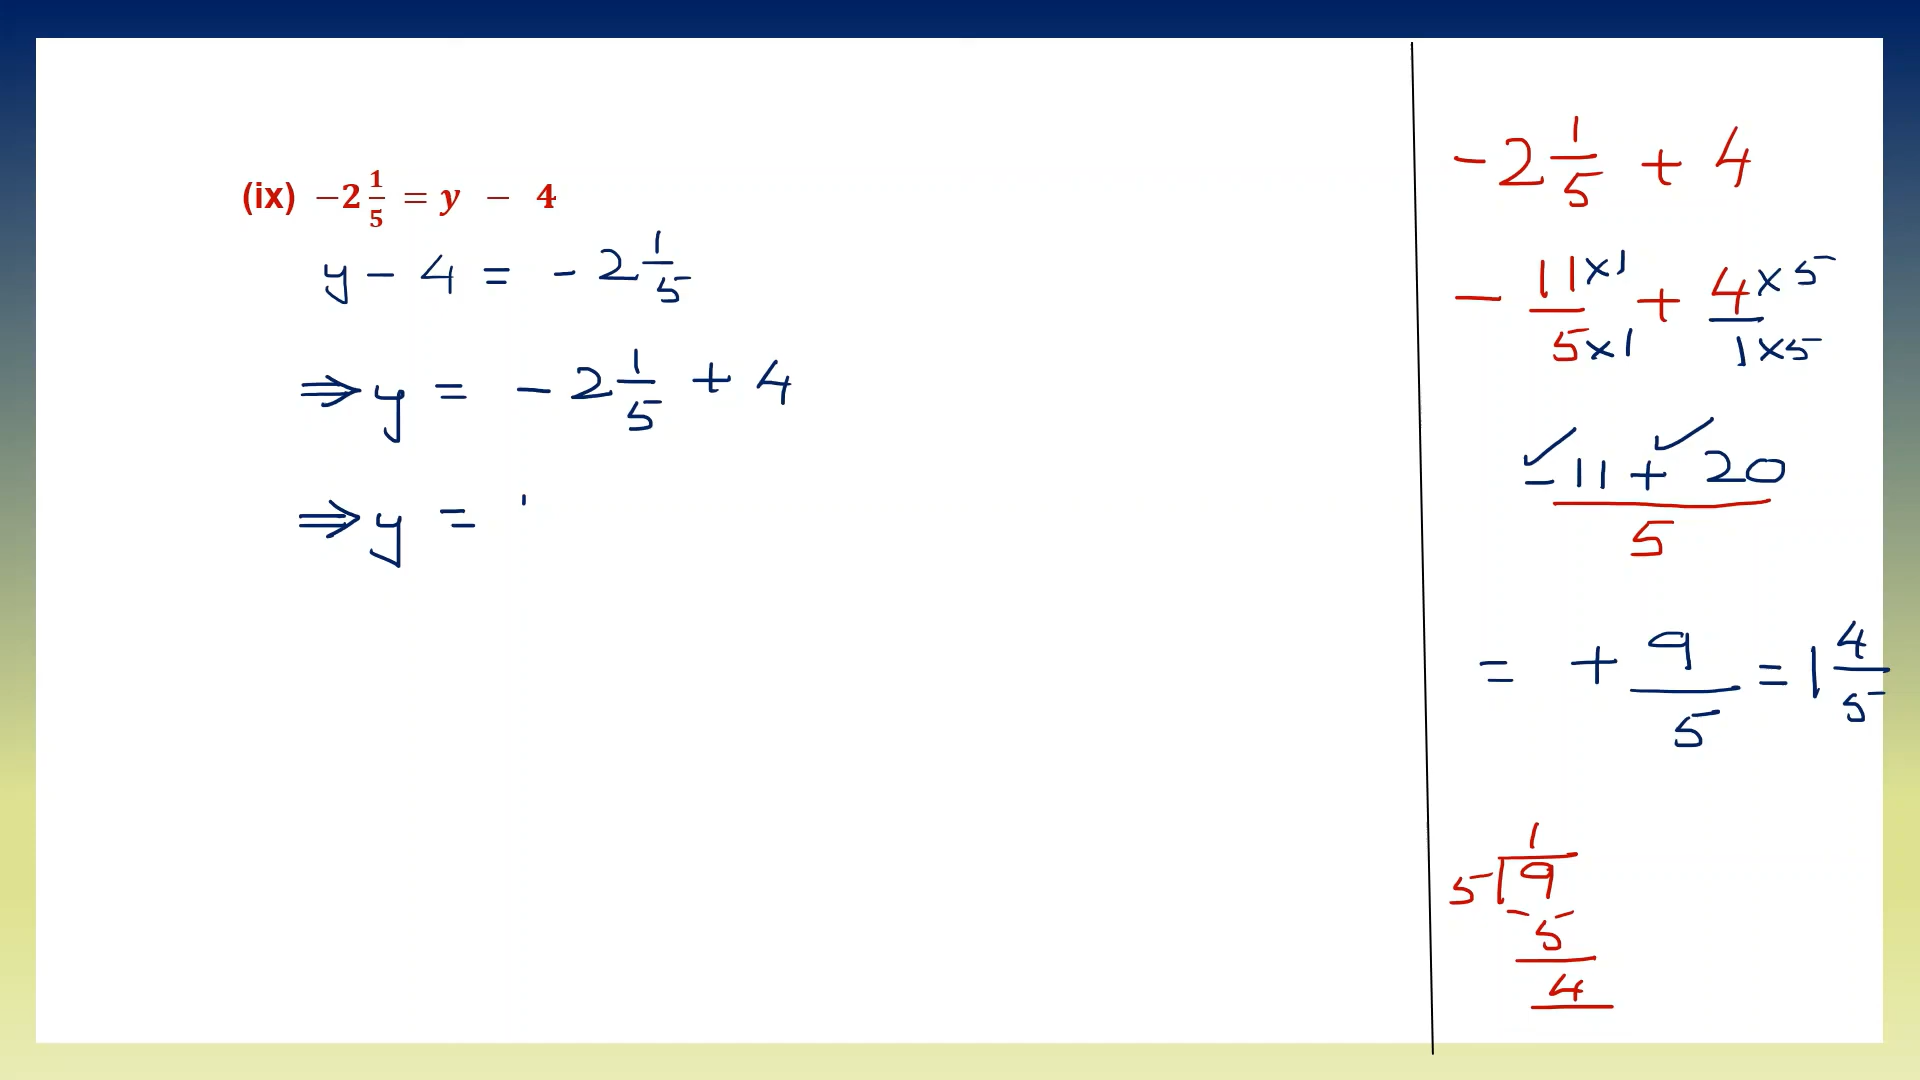 (ix) −2 1/5 = y − 4
y − 4 = − 2 1/5
⇒ y = − 2 1/5 + 4
⇒ y =
− 2 1/5 + 4
− 11×1/5×1 + 4×5/1×5
−11 + 20
5
= + 9/5 = 1 4/5
1
5 9
− 5
4